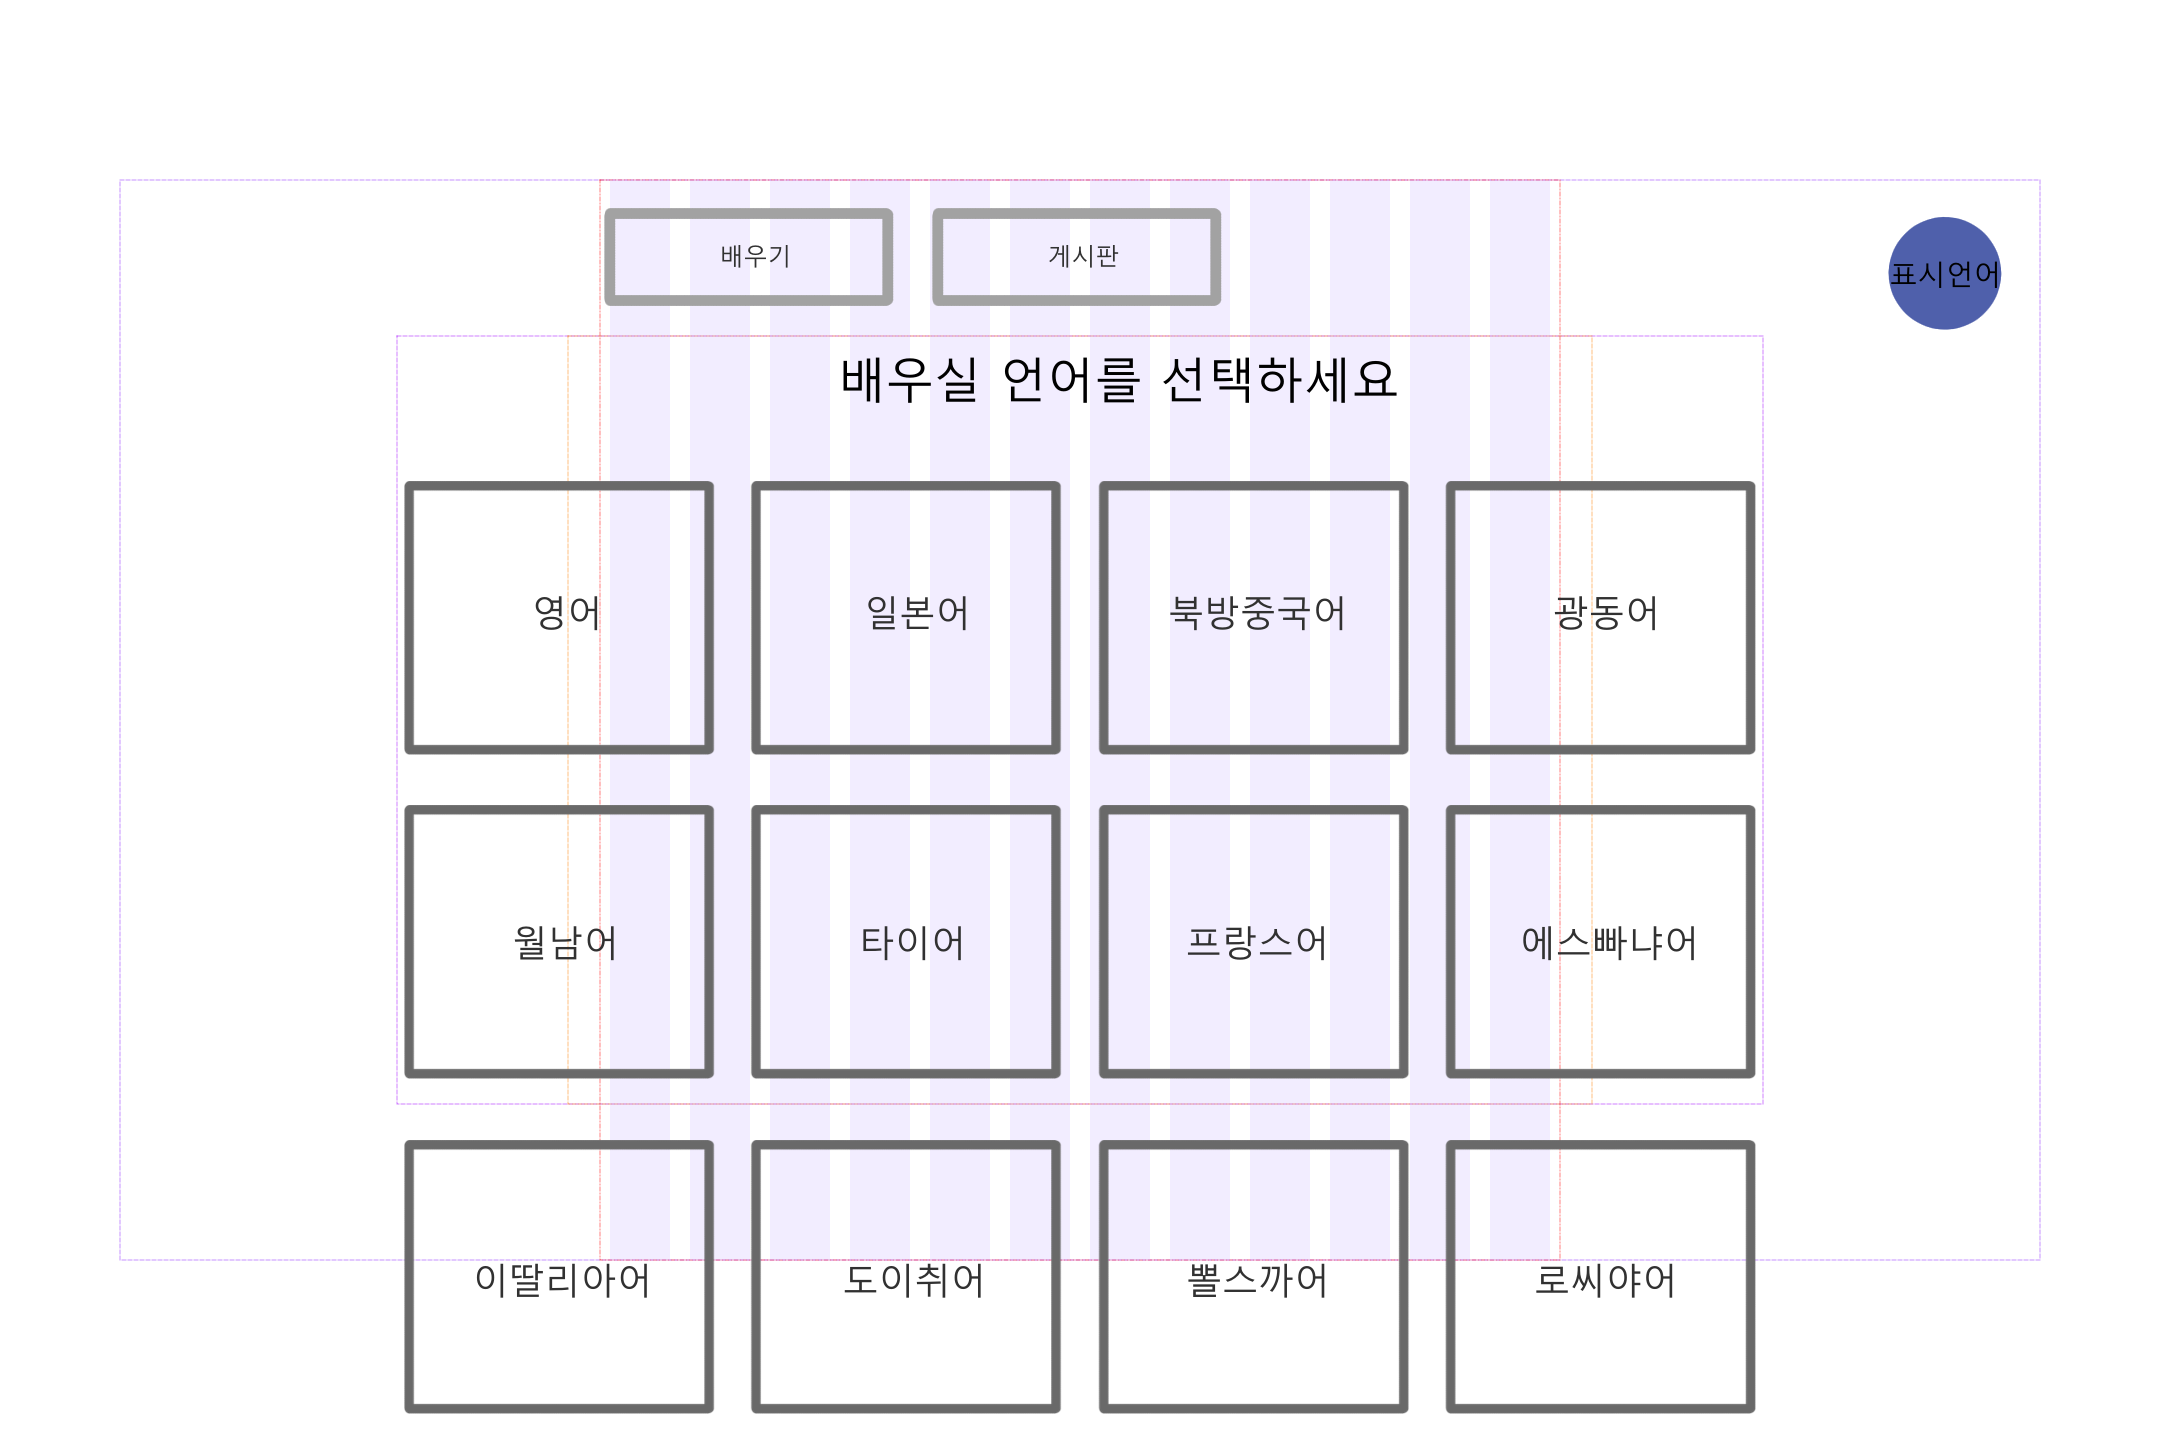 배우기
게시판
표시언어
배우실 언어를 선택하세요
영어
일본어
북방중국어
광동어
월남어
타이어
프랑스어
에스빠냐어
이딸리아어
도이취어
뽈스까어
로씨야어